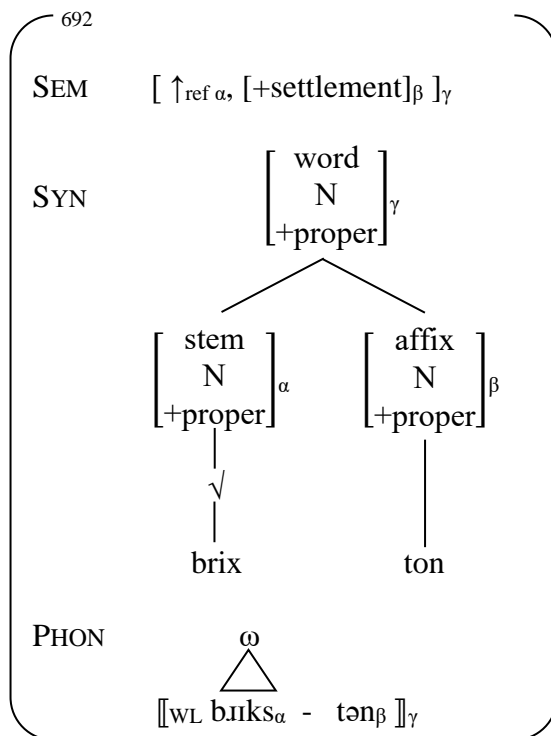 692
SEM [ ↑ref α, [+settlement]β ]γ
SYN
word
N
+proper γ
stem affix
N N
+proper α +proper β
√
brix ton
PHON ω
⟦WL bɹɪksα - tənβ ⟧γ